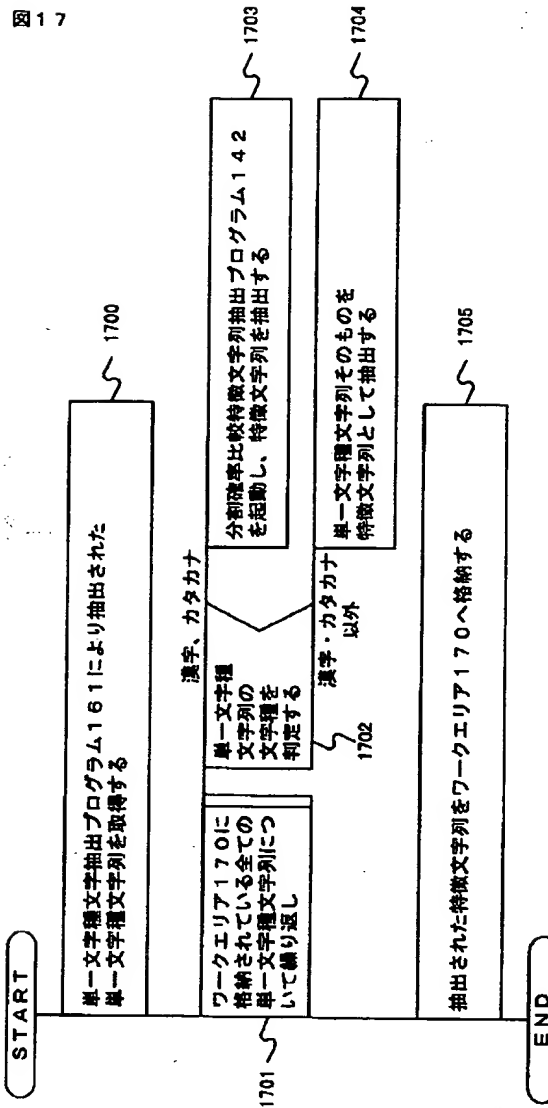 図17
START
単一文字種文字抽出プログラム161により抽出された
単一文字種文字列を取得する
1700
ワークエリア170に
格納されている全ての
単一文字種文字列につ
いて繰り返し
1701
単一文字種
文字列の
文字種を
判定する
1702
漢字、カタカナ
分割確率比較特徴文字列抽出プログラム142
を起動し、特徴文字列を抽出する
1703
漢字・カタカナ
以外
単一文字種文字列そのものを
特徴文字列として抽出する
1704
抽出された特徴文字列をワークエリア170へ格納する
1705
END